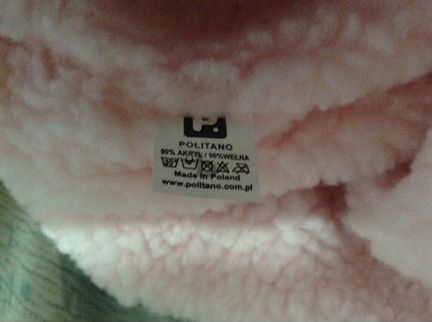 P.
POLITANO
50% AKRYL / 50% WEŁNA
Made in Poland
www.politano.com.pl